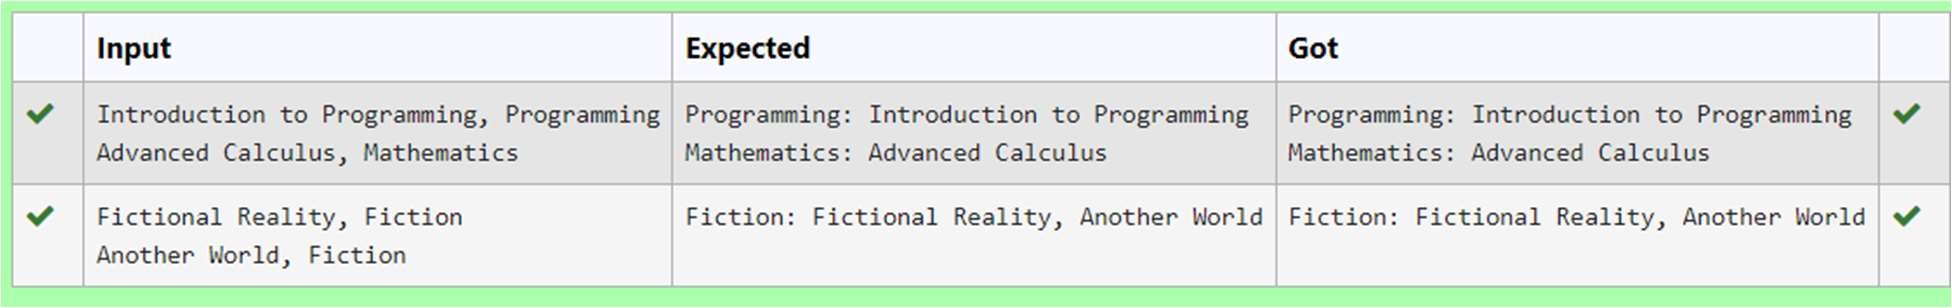 Input Expected Got
Introduction to Programming, Programming Programming: Introduction to Programming Programming: Introduction to Programming
Advanced Calculus, Mathematics Mathematics: Advanced Calculus Mathematics: Advanced Calculus
Fictional Reality, Fiction Fiction: Fictional Reality, Another World Fiction: Fictional Reality, Another World
Another World, Fiction